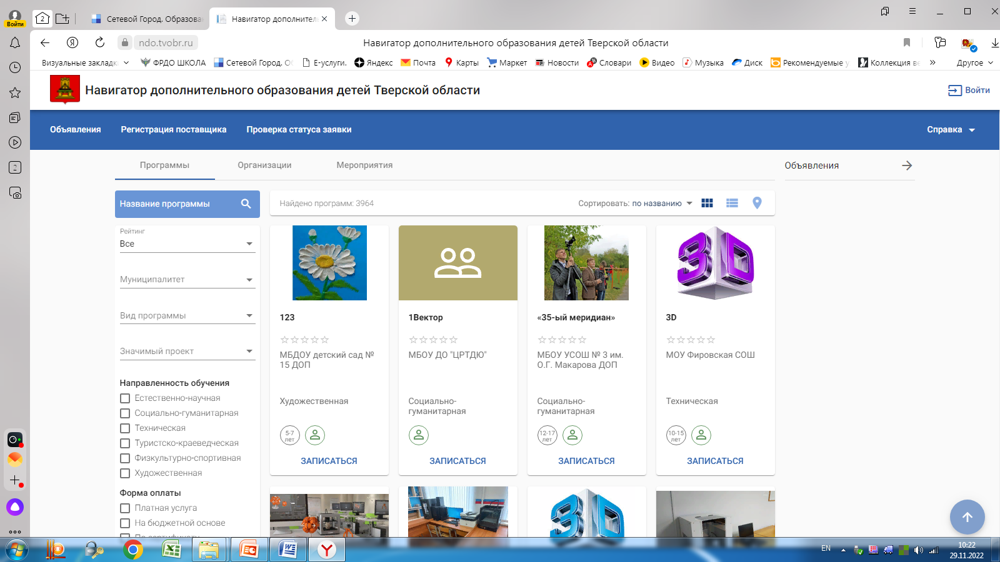 2
Сетевой Город. Образова
Навигатор дополнител
Войти
ndo.tvobr.ru
Навигатор дополнительного образования детей Тверской области
Визуальные заклад
ФРДО ШКОЛА
Сетевой Город. О
Е-услуги.
Яндекс
Почта
Карты
Маркет
Новости
Словари
Видео
Музыка
Диск
Рекомендуемые
Коллекция
Другое
Навигатор дополнительного образования детей Тверской области
Войти
Объявления
Регистрация поставщика
Проверка статуса заявки
Справка
2
Программы
Организации
Мероприятия
Объявления
Название программы
Найдено программ: 3964
Сортировать: по названию
Рейтинг
Все
Муниципалитет
Вид программы
Значимый проект
Направленность обучения
Естественно-научная
Социально-гуманитарная
Техническая
Туристско-краеведческая
Физкультурно-спортивная
Художественная
Форма оплаты
Платная услуга
На бюджетной основе
По сертификату
123
МБДОУ детский сад №
15 ДОП
Художественная
5-7
лет
ЗАПИСАТЬСЯ
1Вектор
МБОУ ДО "ЦРТДЮ"
Социально-
гуманитарная
ЗАПИСАТЬСЯ
«35-ый меридиан»
МБОУ УСОШ № 3 им.
О.Г. Макарова ДОП
Социально-
гуманитарная
12-17
лет
ЗАПИСАТЬСЯ
3D
3D
МОУ Фировская СОШ
Техническая
10-15
лет
ЗАПИСАТЬСЯ
3D
EN
10:22
29.11.2022